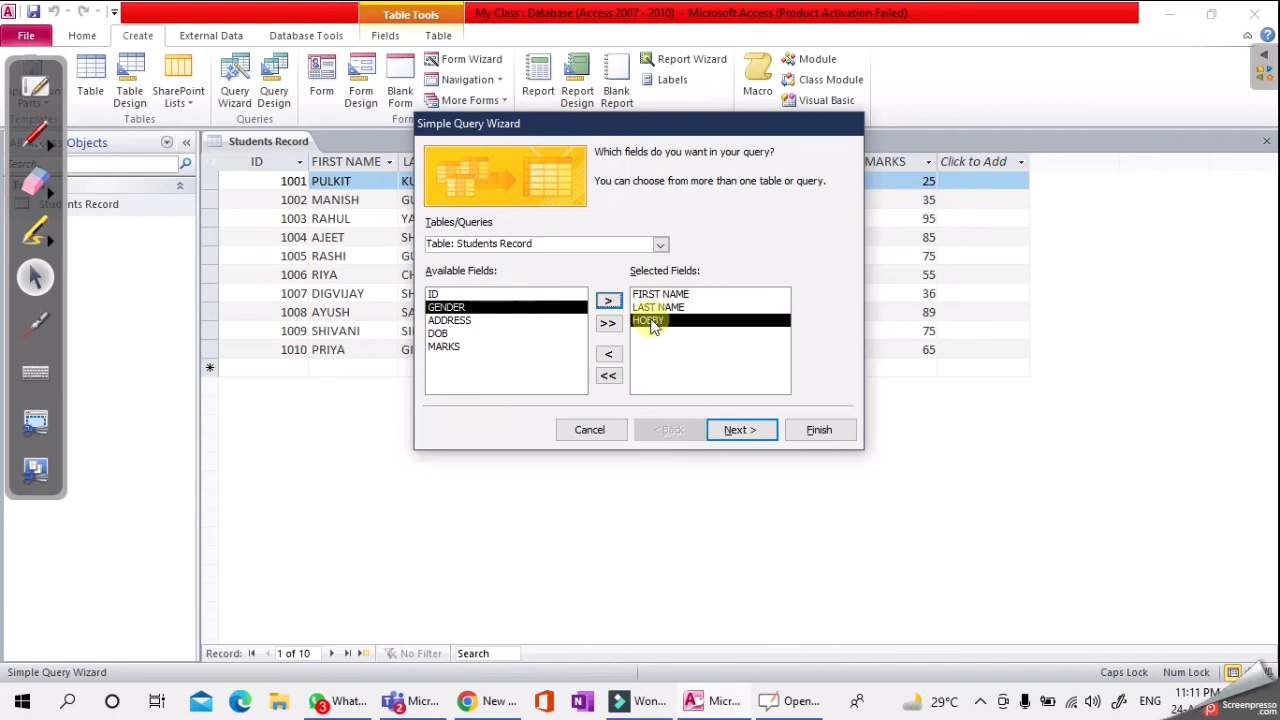 Table Tools
My Class : Database (Access 2007 - 2010) - Microsoft Access (Product Activation Failed)
File Home Create External Data Database Tools Fields Table
Parts
Templates
Table
Table Design
SharePoint Lists
Tables
Query Wizard
Query Design
Queries
Form
Form Design
Blank Form
Form Wizard
Navigation
More Forms
Report
Report Design
Blank Report
Report Wizard
Labels
Macro
Module
Class Module
Visual Basic
Objects
Search
Students Record
Students Record
ID FIRST NAME MARKS Click to Add
1001 PULKIT 25
1002 MANISH 35
1003 RAHUL 95
1004 AJEET 85
1005 RASHI 75
1006 RIYA 55
1007 DIGVIJAY 36
1008 AYUSH 89
1009 SHIVANI 75
1010 PRIYA 65
Simple Query Wizard
Which fields do you want in your query?
You can choose from more than one table or query.
Tables/Queries
Table: Students Record
Available Fields:
ID
GENDER
ADDRESS
DOB
MARKS
> 
>>
<
<<
Selected Fields:
FIRST NAME
LAST NAME
HOBBY
Cancel < Back Next > Finish
Record: 1 of 10 No Filter Search
Simple Query Wizard Caps Lock Num Lock
What... Micr... New ... Won... Micr... Open...
29°C ENG 11:11 PM
Screenpresso.com